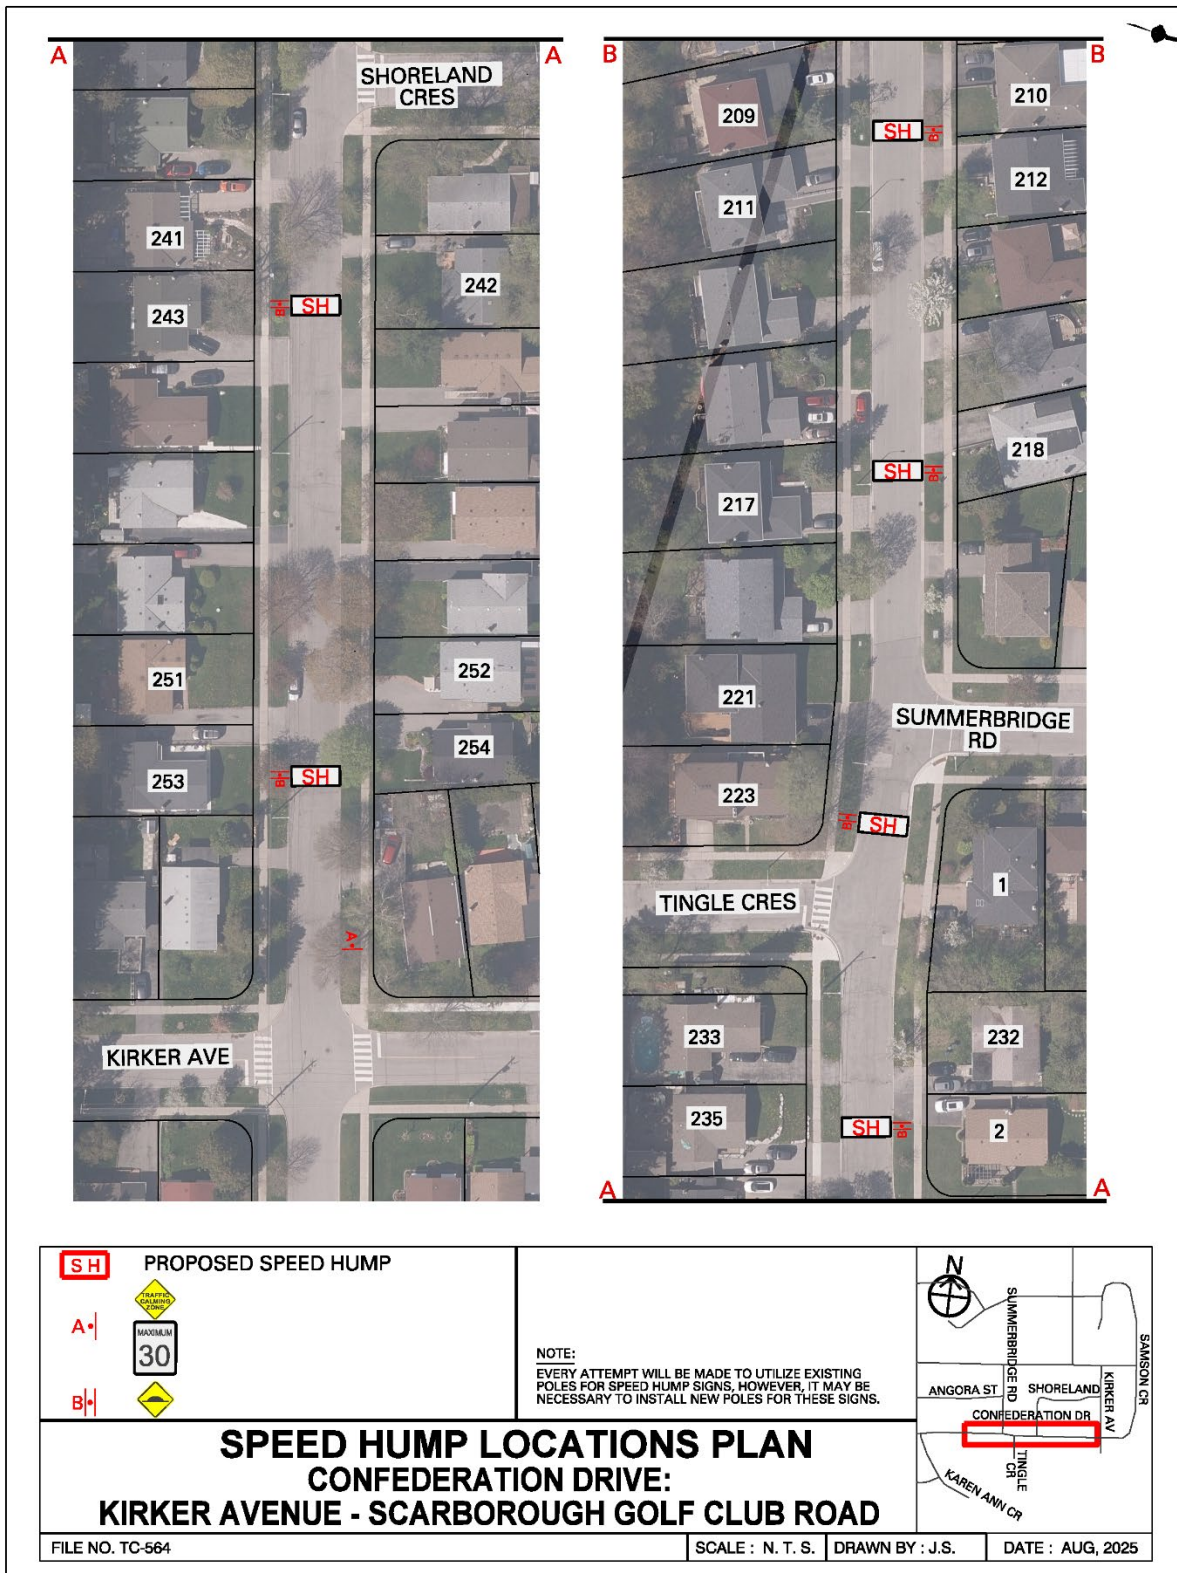 A A
SHORELAND
CRES
241
243
242
SH
B
251
252
253
254
SH
B
A
KIRKER AVE
B B
209
210
SH
B
211
212
217
218
SH
B
221
SUMMERBRIDGE
RD
223
SH
B
1
TINGLE CRES
233
232
235
2
SH
B
A A
SH PROPOSED SPEED HUMP
TRAFFIC
CALMING
ZONE
A
MAXIMUM
30
B
NOTE:
EVERY ATTEMPT WILL BE MADE TO UTILIZE EXISTING
POLES FOR SPEED HUMP SIGNS, HOWEVER, IT MAY BE
NECESSARY TO INSTALL NEW POLES FOR THESE SIGNS.
N
SUMMERBRIDGE RD
SAMSON CR
ANGORA ST
SHORELAND
KIRKER AV
CONFEDERATION DR
TINGLE
CR
KAREN ANN CR
SPEED HUMP LOCATIONS PLAN
CONFEDERATION DRIVE:
KIRKER AVENUE - SCARBOROUGH GOLF CLUB ROAD
FILE NO. TC-564
SCALE : N. T. S.
DRAWN BY : J.S.
DATE : AUG, 2025